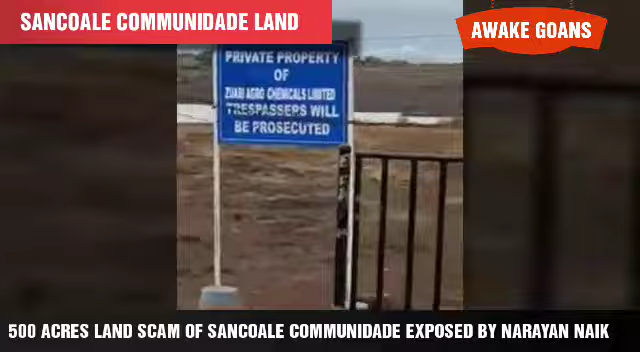 SANCOALE COMMUNIDADE LAND
AWAKE GOANS
PRIVATE PROPERTY
OF
ZUARI AGRO CHEMICALS LIMITED
TRESPASSERS WILL
BE PROSECUTED
500 ACRES LAND SCAM OF SANCOALE COMMUNIDADE EXPOSED BY NARAYAN NAIK